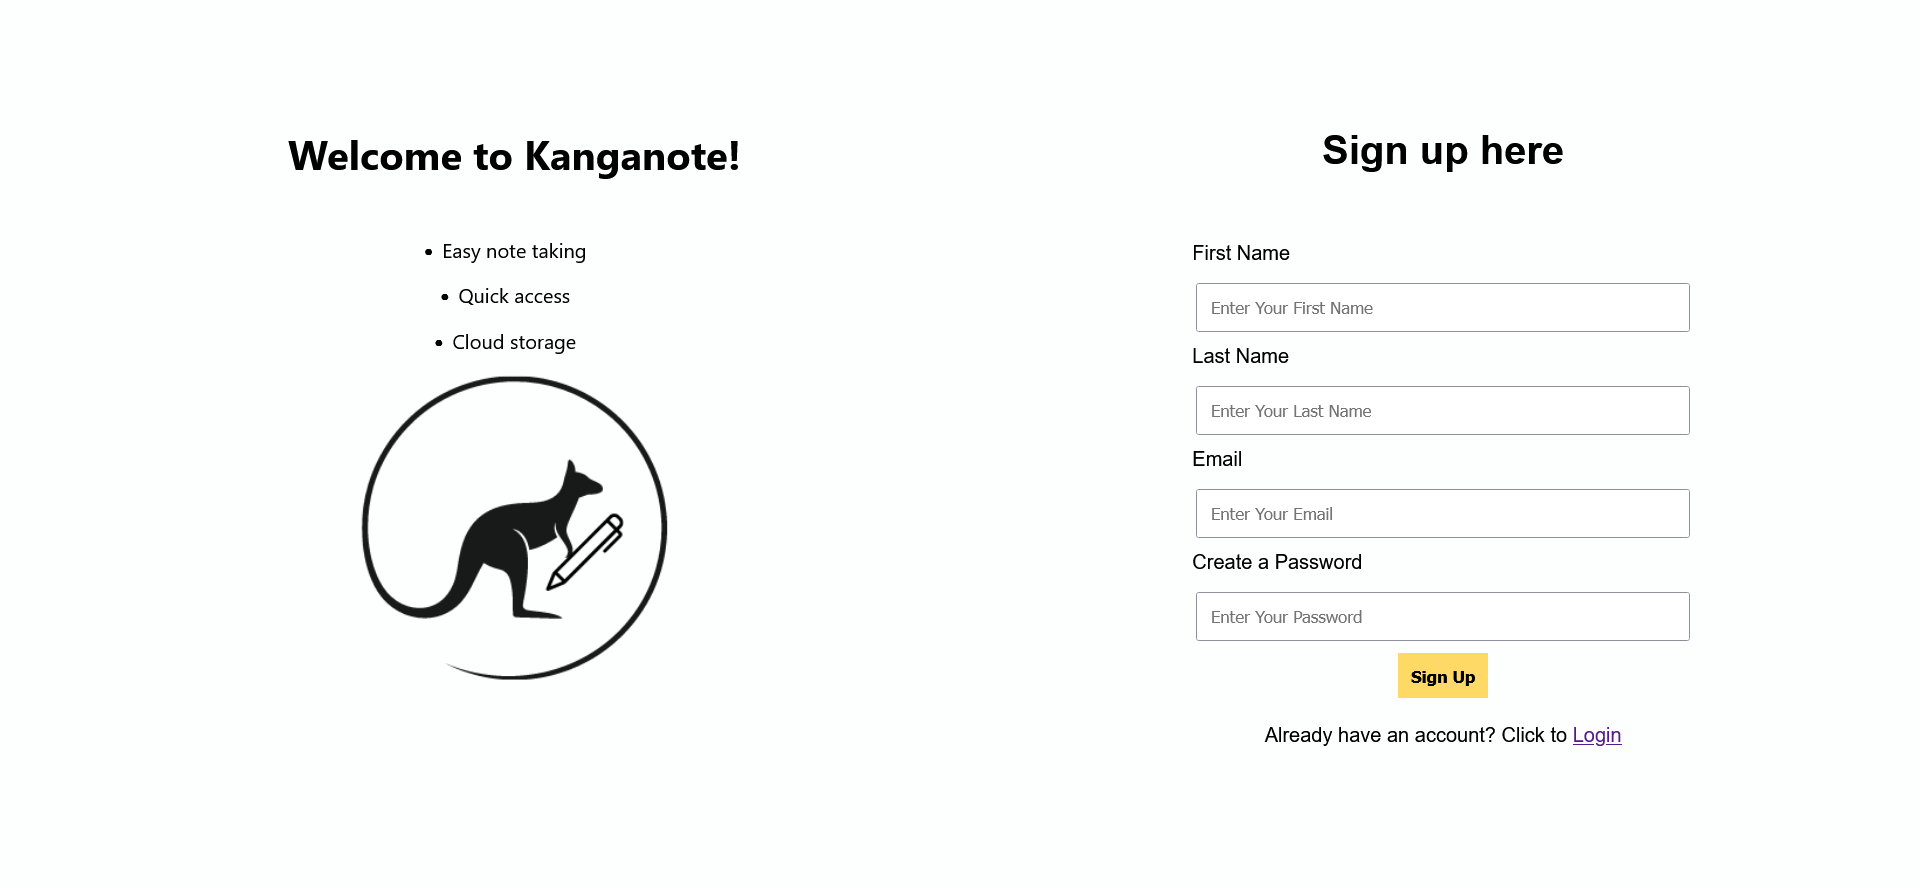 Welcome to Kanganote!
• Easy note taking
• Quick access
• Cloud storage
Sign up here
First Name
Enter Your First Name
Last Name
Enter Your Last Name
Email
Enter Your Email
Create a Password
Enter Your Password
Sign Up
Already have an account? Click to Login